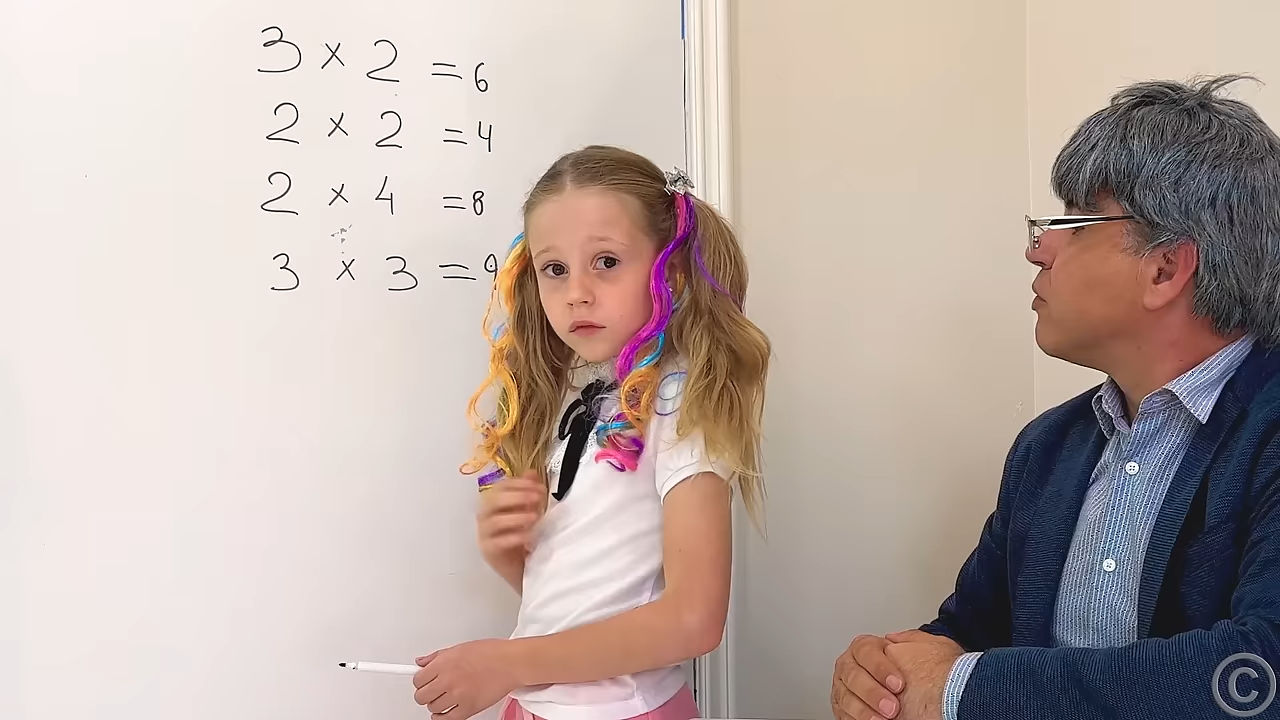 3 × 2 = 6
2 × 2 = 4
2 × 4 = 8
3 × 3 = 9
©